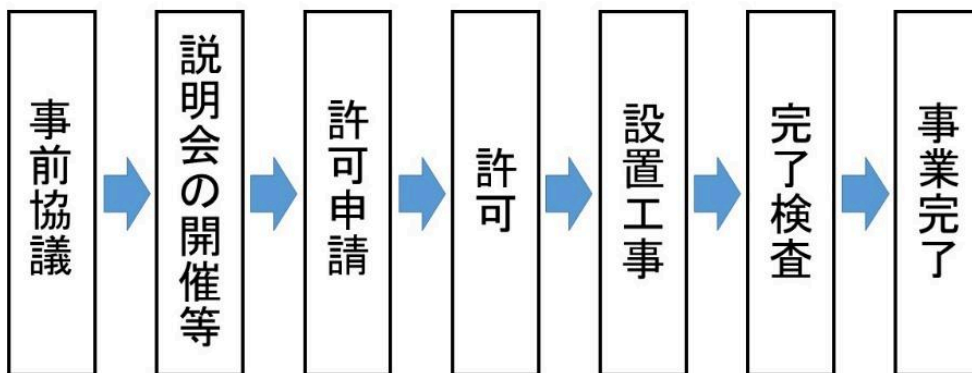 事前協議
説明会の開催等
許可申請
許可
設置工事
完了検査
事業完了